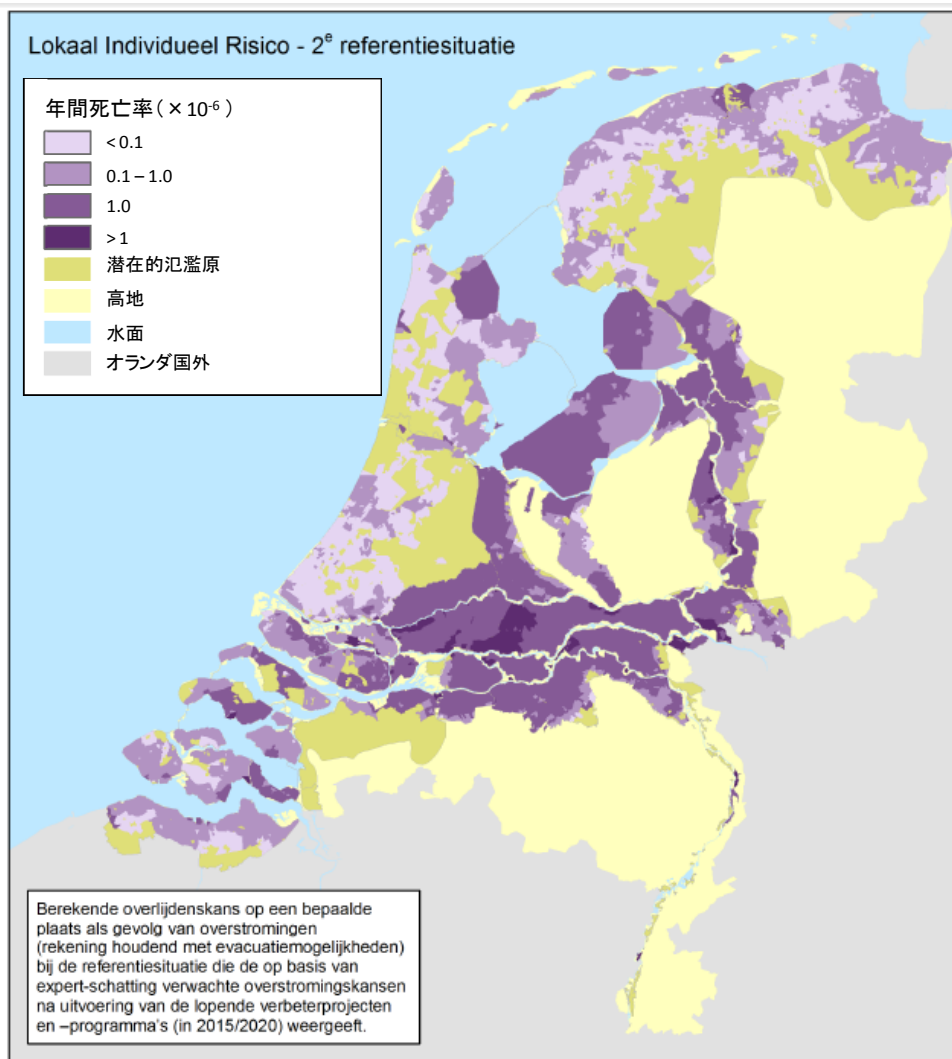 Lokaal Individueel Risico - 2e referentiesituatie
年間死亡率(×10-6)
<0.1
0.1–1.0
1.0
>1
潜在的氾濫原
高地
水面
オランダ国外
Berekende overlijdenskans op een bepaalde
plaats als gevolg van overstromingen
(rekening houdend met evacuatiemogelijkheden)
bij de referentiesituatie die de op basis van
expert-schatting verwachte overstromingskansen
na uitvoering van de lopende verbeterprojecten
en –programma's (in 2015/2020) weergeeft.